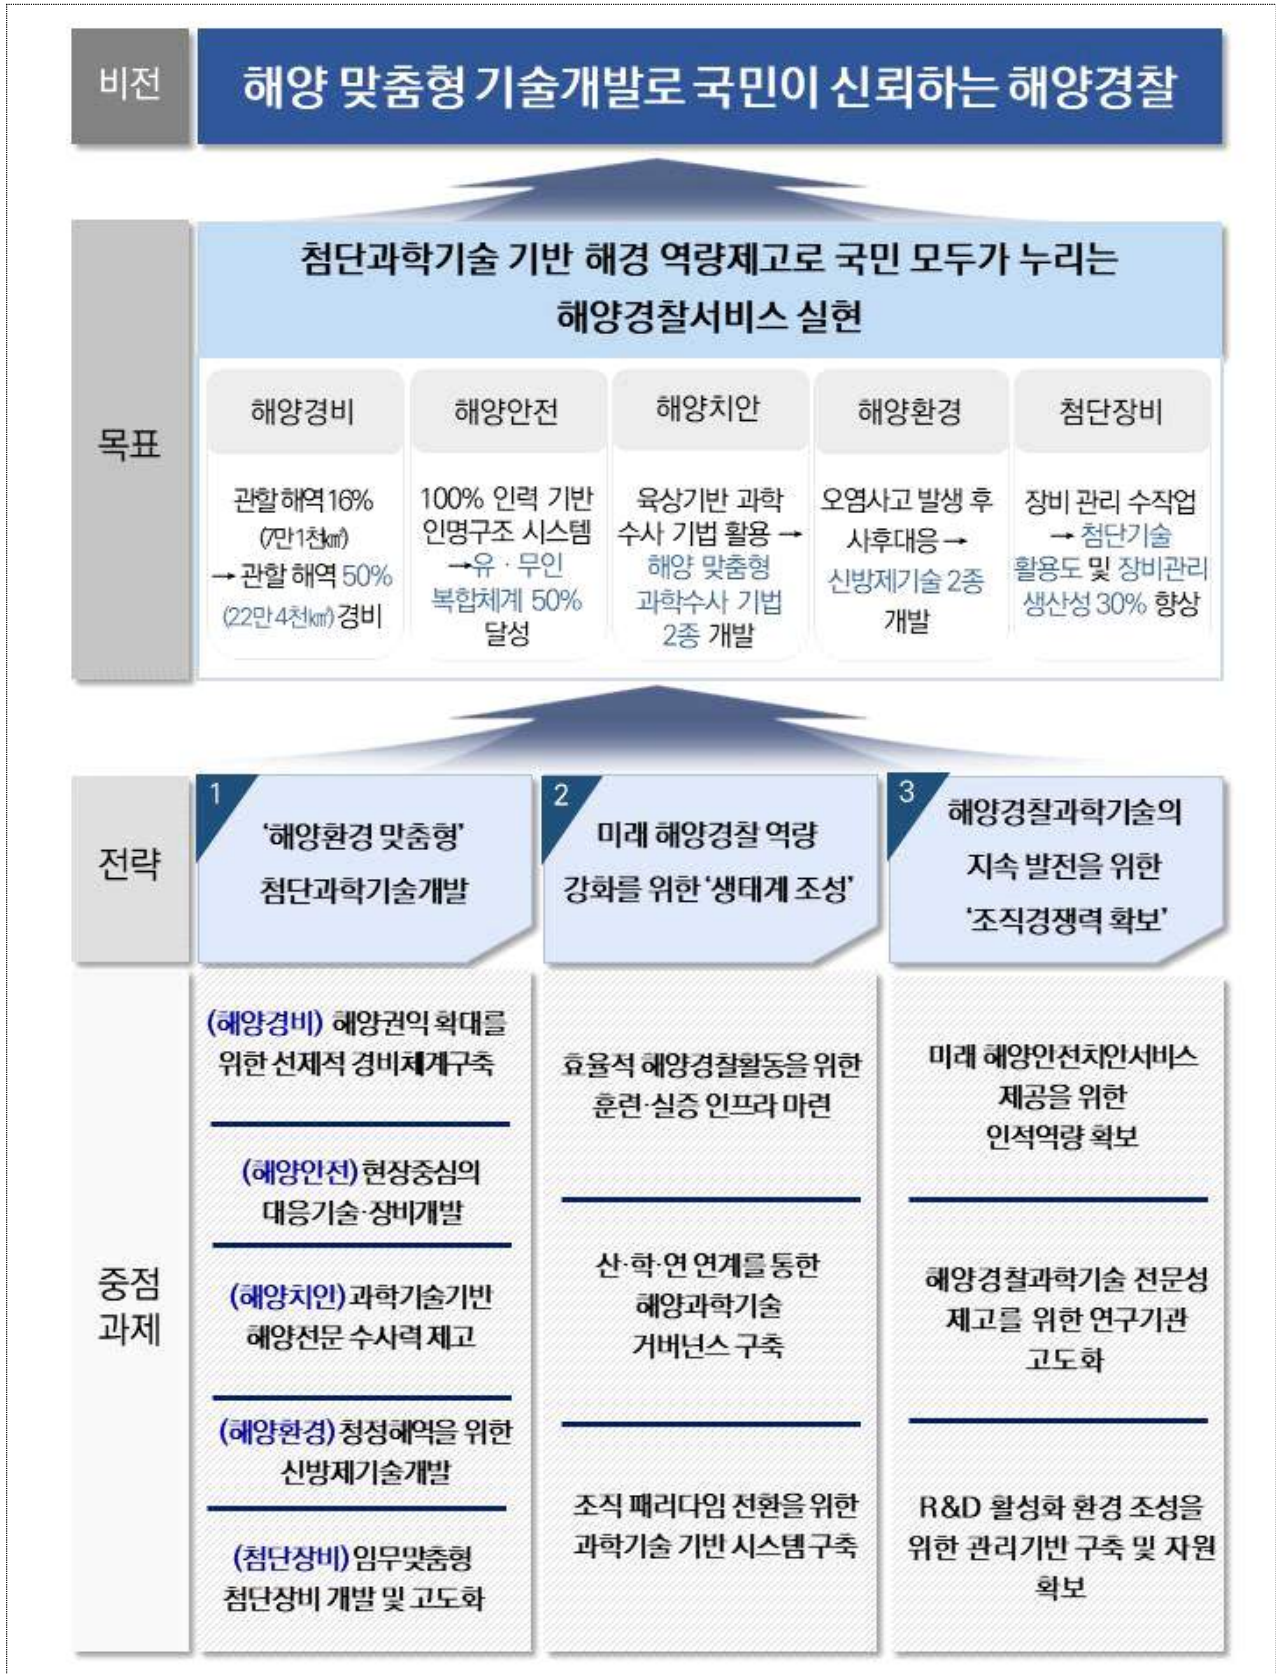 비전
해양 맞춤형 기술개발로 국민이 신뢰하는 해양경찰
목표
첨단과학기술 기반 해경 역량제고로 국민 모두가 누리는
해양경찰서비스 실현
해양경비
관할 해역 16%
(7만 1천㎢)
→ 관할 해역 50%
(22만 4천㎢) 경비
해양안전
100% 인력 기반
인명구조 시스템
→유 · 무인
복합체계 50%
달성
해양치안
육상기반 과학
수사 기법 활용 →
해양 맞춤형
과학수사 기법
2종 개발
해양환경
오염사고 발생 후
사후대응 →
신방제기술 2종
개발
첨단장비
장비 관리 수작업
→ 첨단기술
활용도 및 장비관리
생산성 30% 향상
전략
1
‘해양환경 맞춤형’
첨단과학기술개발
2
미래 해양경찰 역량
강화를 위한 ‘생태계 조성’
3
해양경찰과학기술의
지속 발전을 위한
‘조직경쟁력 확보’
중점
과제
(해양경비) 해양권익 확대를
위한 선제적 경비체계구축
(해양안전) 현장중심의
대응기술·장비개발
(해양치안) 과학기술기반
해양전문 수사력 제고
(해양환경) 청정해역을 위한
신방제기술개발
(첨단장비) 임무맞춤형
첨단장비 개발 및 고도화
효율적 해양경찰활동을 위한
훈련·실증 인프라 마련
산·학·연 연계를 통한
해양과학기술
거버넌스 구축
조직 패러다임 전환을 위한
과학기술 기반 시스템 구축
미래 해양안전치안서비스
제공을 위한
인적역량 확보
해양경찰과학기술 전문성
제고를 위한 연구기관
고도화
R&D 활성화 환경 조성을
위한 관리기반 구축 및 자원
확보